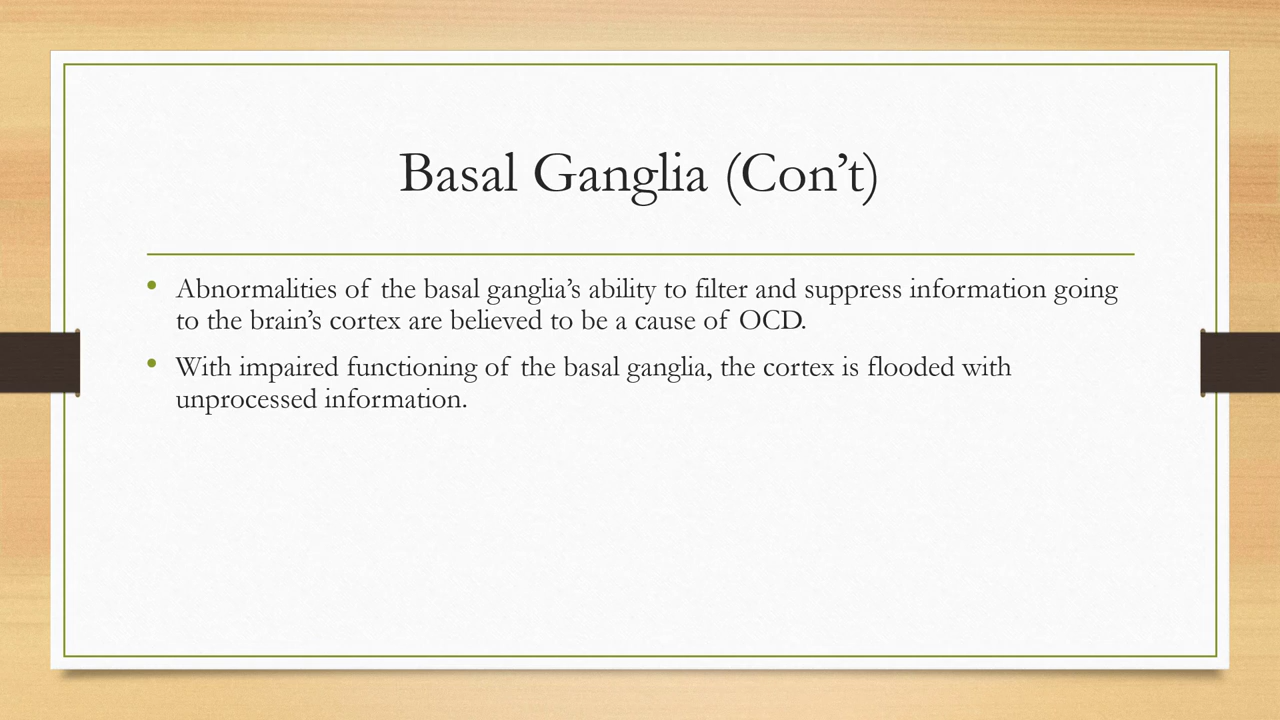 Basal Ganglia (Con’t)
• Abnormalities of the basal ganglia’s ability to filter and suppress information going
to the brain’s cortex are believed to be a cause of OCD.
• With impaired functioning of the basal ganglia, the cortex is flooded with
unprocessed information.